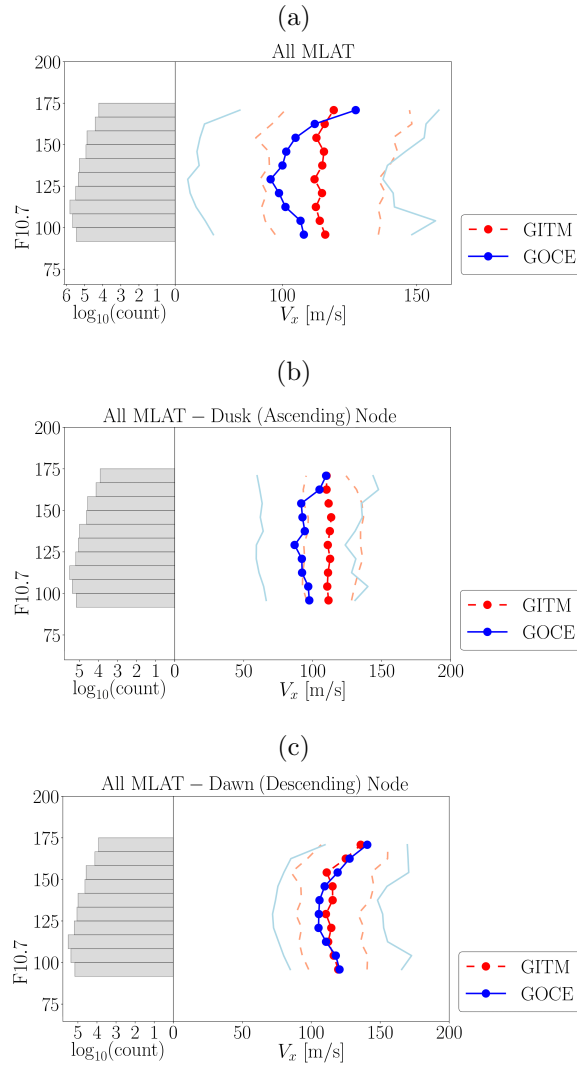 (a)
All MLAT
200
175
150
125
100
75
F10.7
6 5 4 3 2 1 0
log₁₀(count)
100 150
Vₓ [m/s]
GITM
GOCE
(b)
All MLAT − Dusk (Ascending) Node
200
175
150
125
100
75
F10.7
5 4 3 2 1 0
log₁₀(count)
0 50 100 150 200
Vₓ [m/s]
GITM
GOCE
(c)
All MLAT − Dawn (Descending) Node
200
175
150
125
100
75
F10.7
5 4 3 2 1 0
log₁₀(count)
0 50 100 150 200
Vₓ [m/s]
GITM
GOCE